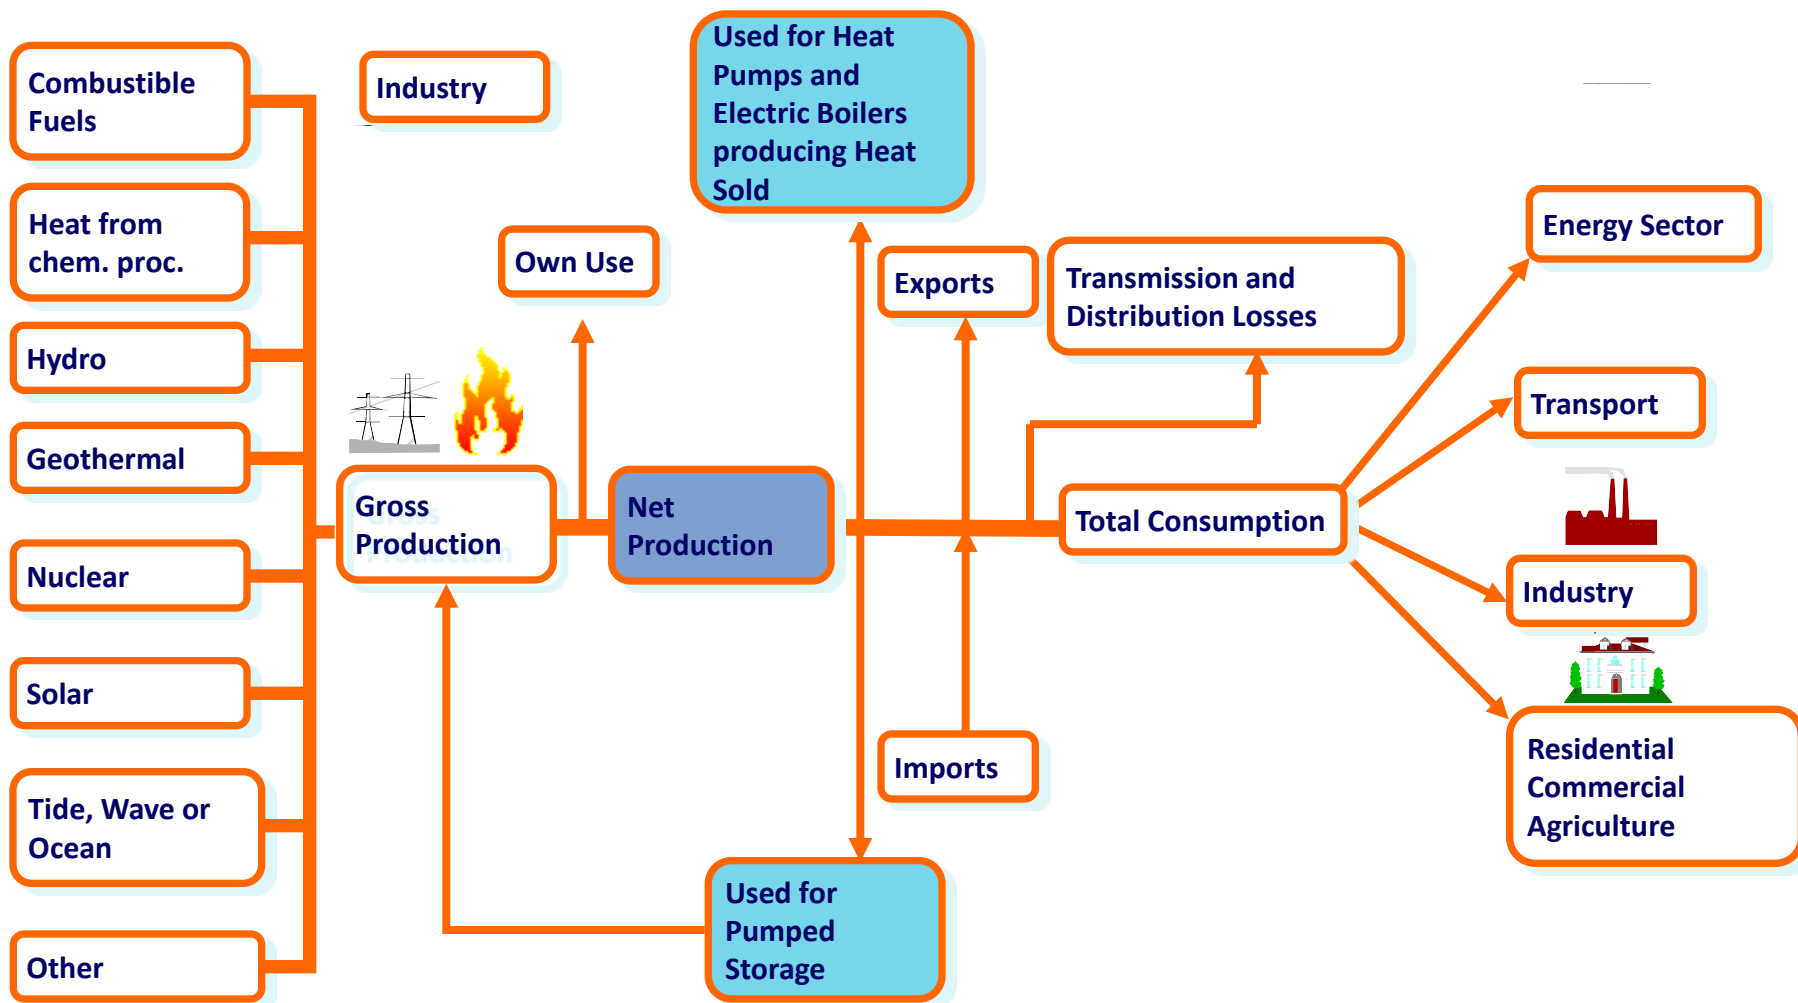 Combustible
Fuels
Heat from
chem. proc.
Hydro
Geothermal
Nuclear
Solar
Tide, Wave or
Ocean
Other
Industry
Own Use
Gross
Production
Net
Production
Used for Heat
Pumps and
Electric Boilers
producing Heat
Sold
Exports
Transmission and
Distribution Losses
Imports
Used for
Pumped
Storage
Total Consumption
Energy Sector
Transport
Industry
Residential
Commercial
Agriculture